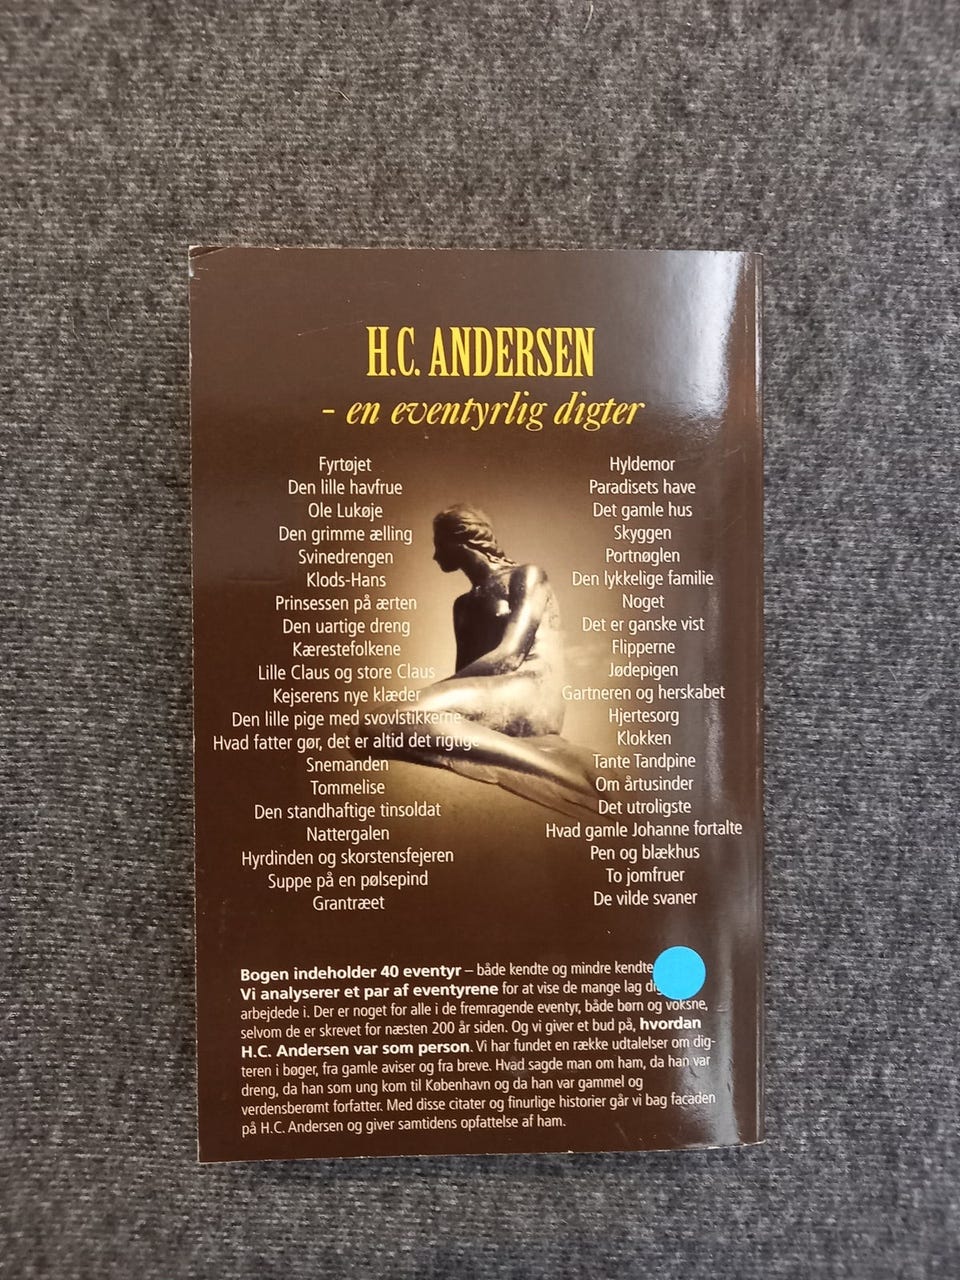 H.C. ANDERSEN
- en eventyrlig digter
Fyrtøjet
Den lille havfrue
Ole Lukøje
Den grimme ælling
Svinedrengen
Klods-Hans
Prinsessen på ærten
Den uartige dreng
Kærestefolkene
Lille Claus og store Claus
Kejserens nye klæder
Den lille pige med svovlstikkerne
Hvad fatter gør, det er altid det rigtige
Snemanden
Tommelise
Den standhaftige tinsoldat
Nattergalen
Hyrdinden og skorstensfejeren
Suppe på en pølsepind
Grantræet
Hyldemor
Paradisets have
Det gamle hus
Skyggen
Portnøglen
Den lykkelige familie
Noget
Det er ganske vist
Flipperne
Jødepigen
Gartneren og herskabet
Hjertesorg
Klokken
Tante Tandpine
Om årtusinder
Det utroligste
Hvad gamle Johanne fortalte
Pen og blækhus
To jomfruer
De vilde svaner
Bogen indeholder 40 eventyr – både kendte og mindre kendte
Vi analyserer et par af eventyrene for at vise de mange lag
arbejdede i. Der er noget for alle i de fremragende eventyr, både børn og voksne,
selvom de er skrevet for næsten 200 år siden. Og vi giver et bud på, hvordan
H.C. Andersen var som person. Vi har fundet en række udtalelser om dig-
teren i bøger, fra gamle aviser og fra breve. Hvad sagde man om ham, da han var
dreng, da han som ung kom til København og da han var gammel og
verdensberømt forfatter. Med disse citater og finurlige historier går vi bag facaden
på H.C. Andersen og giver samtidens opfattelse af ham.